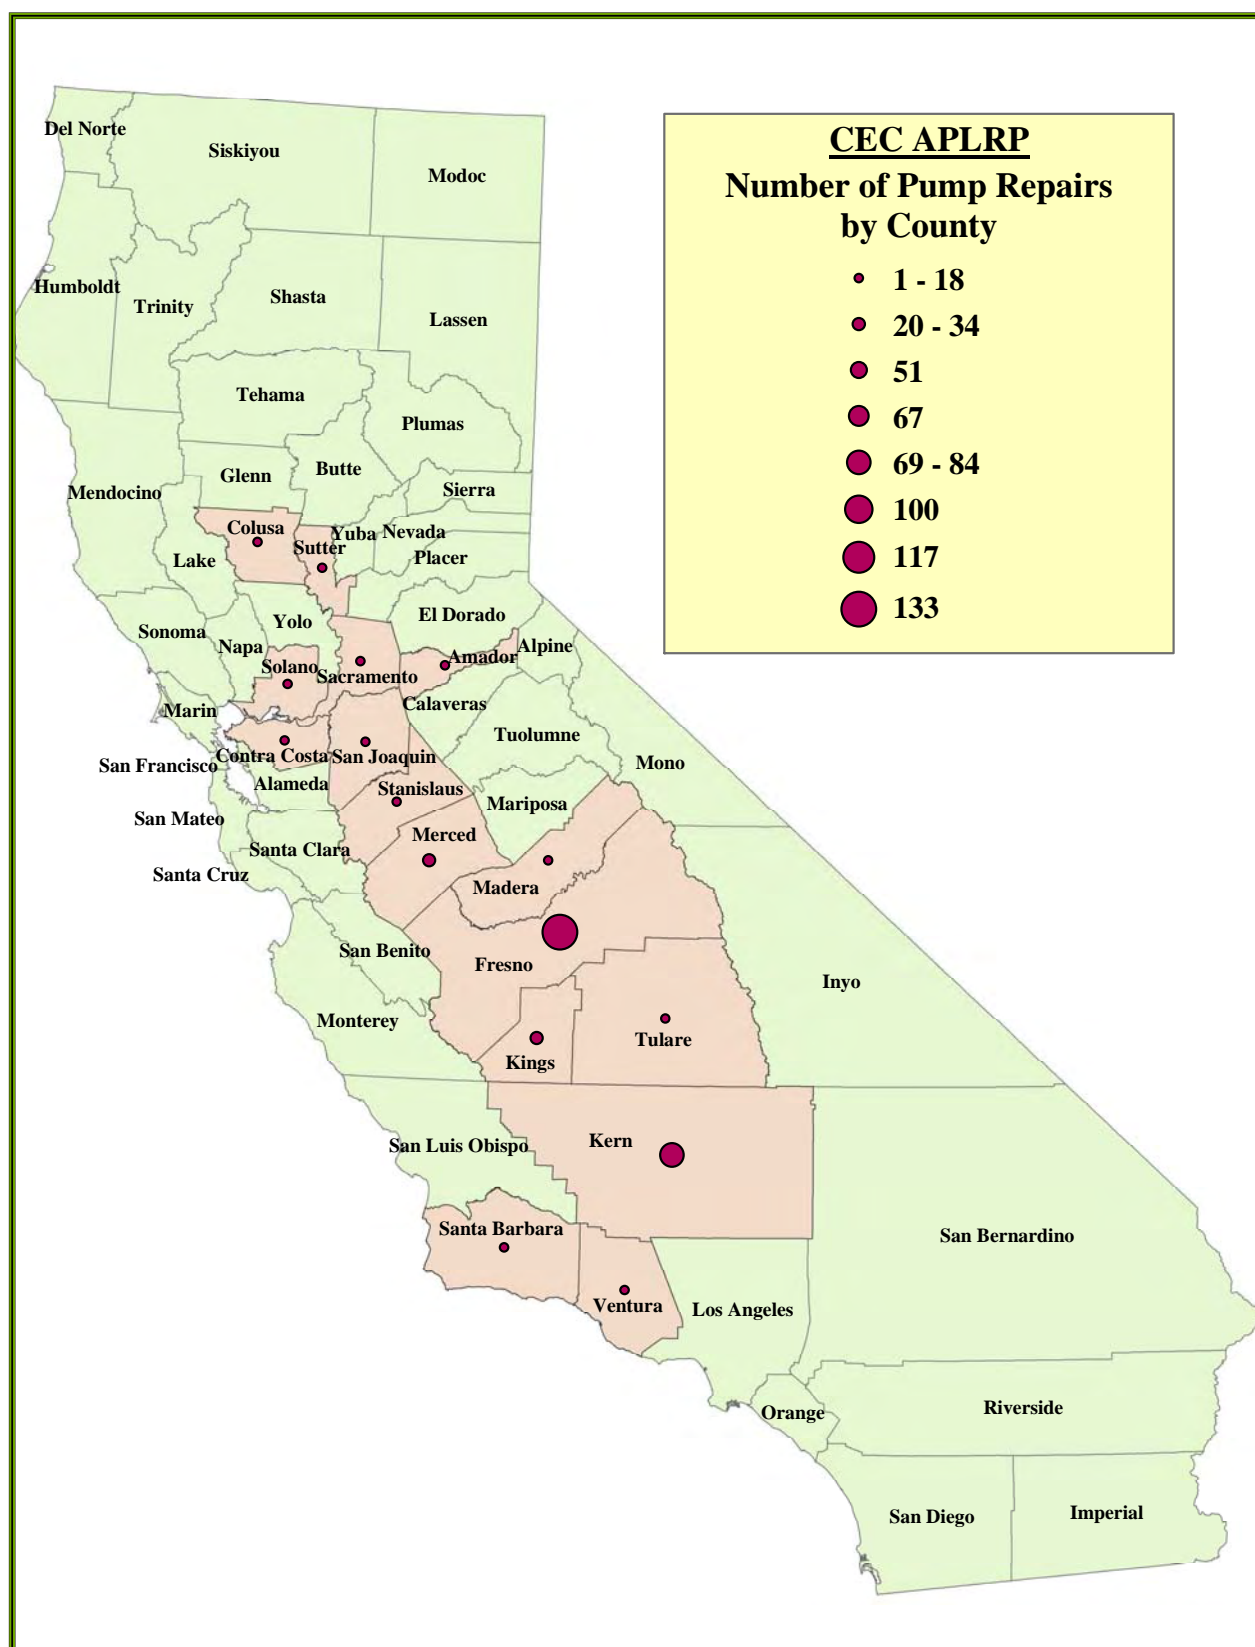 CEC APLRP
Number of Pump Repairs
by County
1 - 18
20 - 34
51
67
69 - 84
100
117
133
Del Norte
Siskiyou
Modoc
Humboldt
Trinity
Shasta
Lassen
Tehama
Plumas
Glenn
Butte
Sierra
Mendocino
Colusa
Sutter
Yuba
Nevada
Placer
Lake
El Dorado
Yolo
Sonoma
Napa
Alpine
Amador
Solano
Sacramento
Calaveras
Marin
Tuolumne
Contra Costa
San Joaquin
Mono
San Francisco
Alameda
Stanislaus
Mariposa
San Mateo
Merced
Santa Clara
Santa Cruz
Madera
San Benito
Fresno
Inyo
Monterey
Tulare
Kings
Kern
San Luis Obispo
Santa Barbara
San Bernardino
Ventura
Los Angeles
Orange
Riverside
San Diego
Imperial